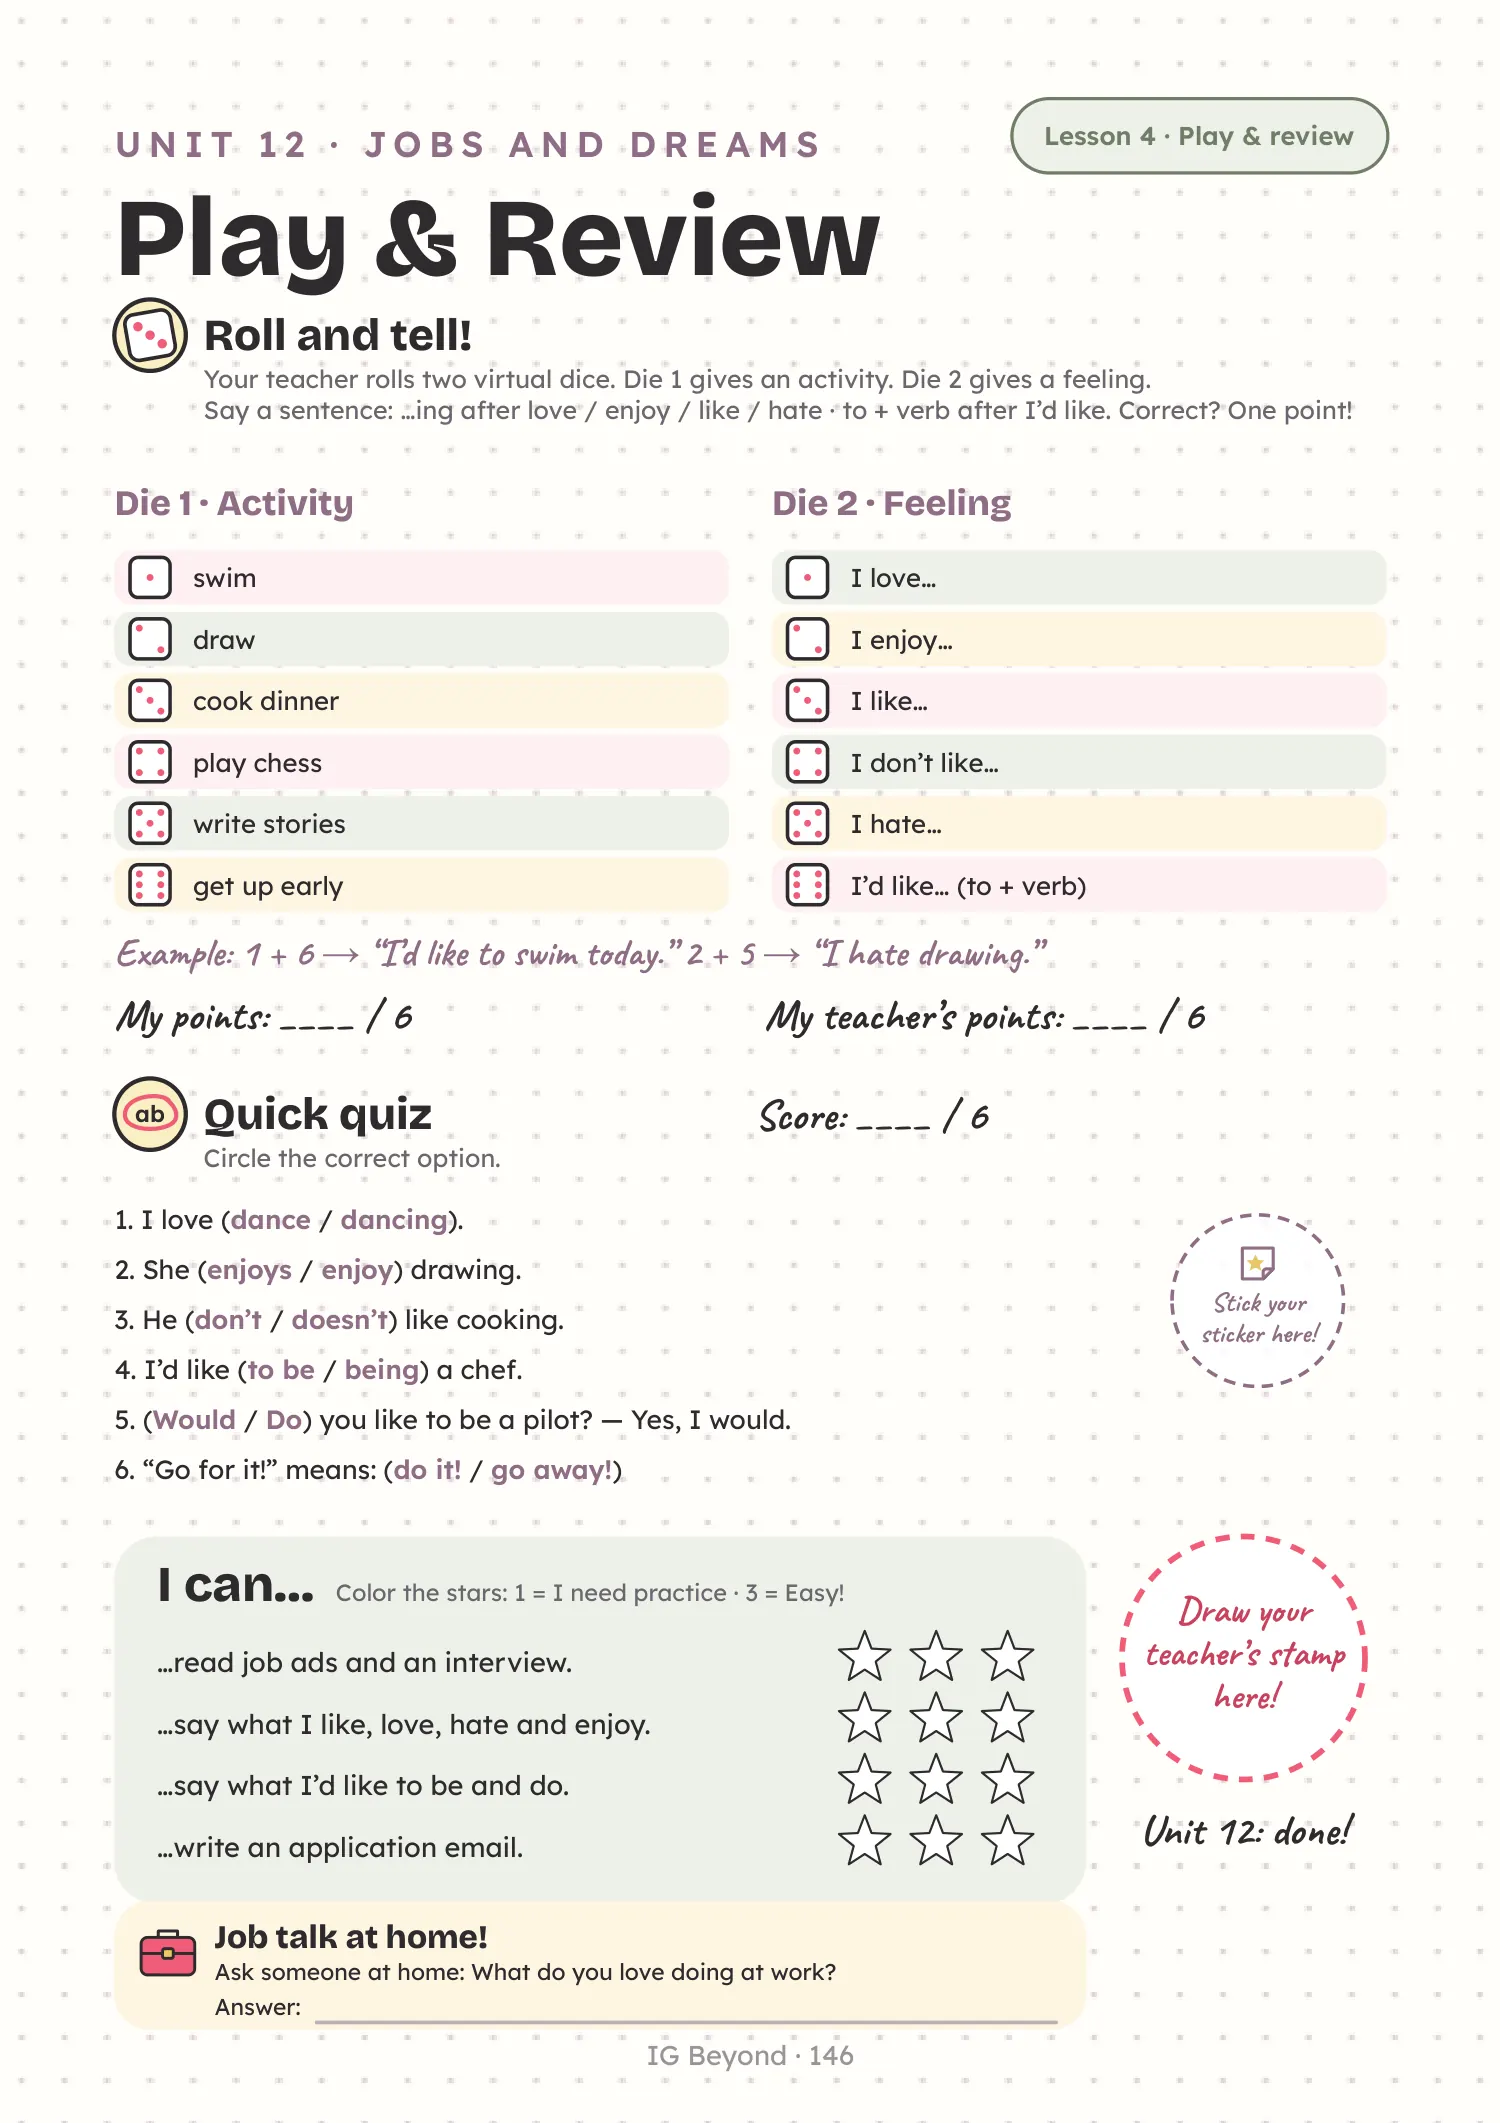 UNIT 12 · JOBS AND DREAMS
Lesson 4 · Play & review
Play & Review
Roll and tell!
Your teacher rolls two virtual dice. Die 1 gives an activity. Die 2 gives a feeling.
Say a sentence: …ing after love / enjoy / like / hate · to + verb after I’d like. Correct? One point!
Die 1 · Activity
swim
draw
cook dinner
play chess
write stories
get up early
Die 2 · Feeling
I love…
I enjoy…
I like…
I don’t like…
I hate…
I’d like… (to + verb)
Example: 1 + 6 → “I’d like to swim today.” 2 + 5 → “I hate drawing.”
My points: ____ / 6
My teacher’s points: ____ / 6
ab
Quick quiz
Score: ____ / 6
Circle the correct option.
1. I love (dance / dancing).
2. She (enjoys / enjoy) drawing.
3. He (don’t / doesn’t) like cooking.
4. I’d like (to be / being) a chef.
5. (Would / Do) you like to be a pilot? — Yes, I would.
6. “Go for it!” means: (do it! / go away!)
Stick your
sticker here!
I can…
Color the stars: 1 = I need practice · 3 = Easy!
…read job ads and an interview.
…say what I like, love, hate and enjoy.
…say what I’d like to be and do.
…write an application email.
Draw your
teacher’s stamp
here!
Unit 12: done!
Job talk at home!
Ask someone at home: What do you love doing at work?
Answer:
IG Beyond · 146